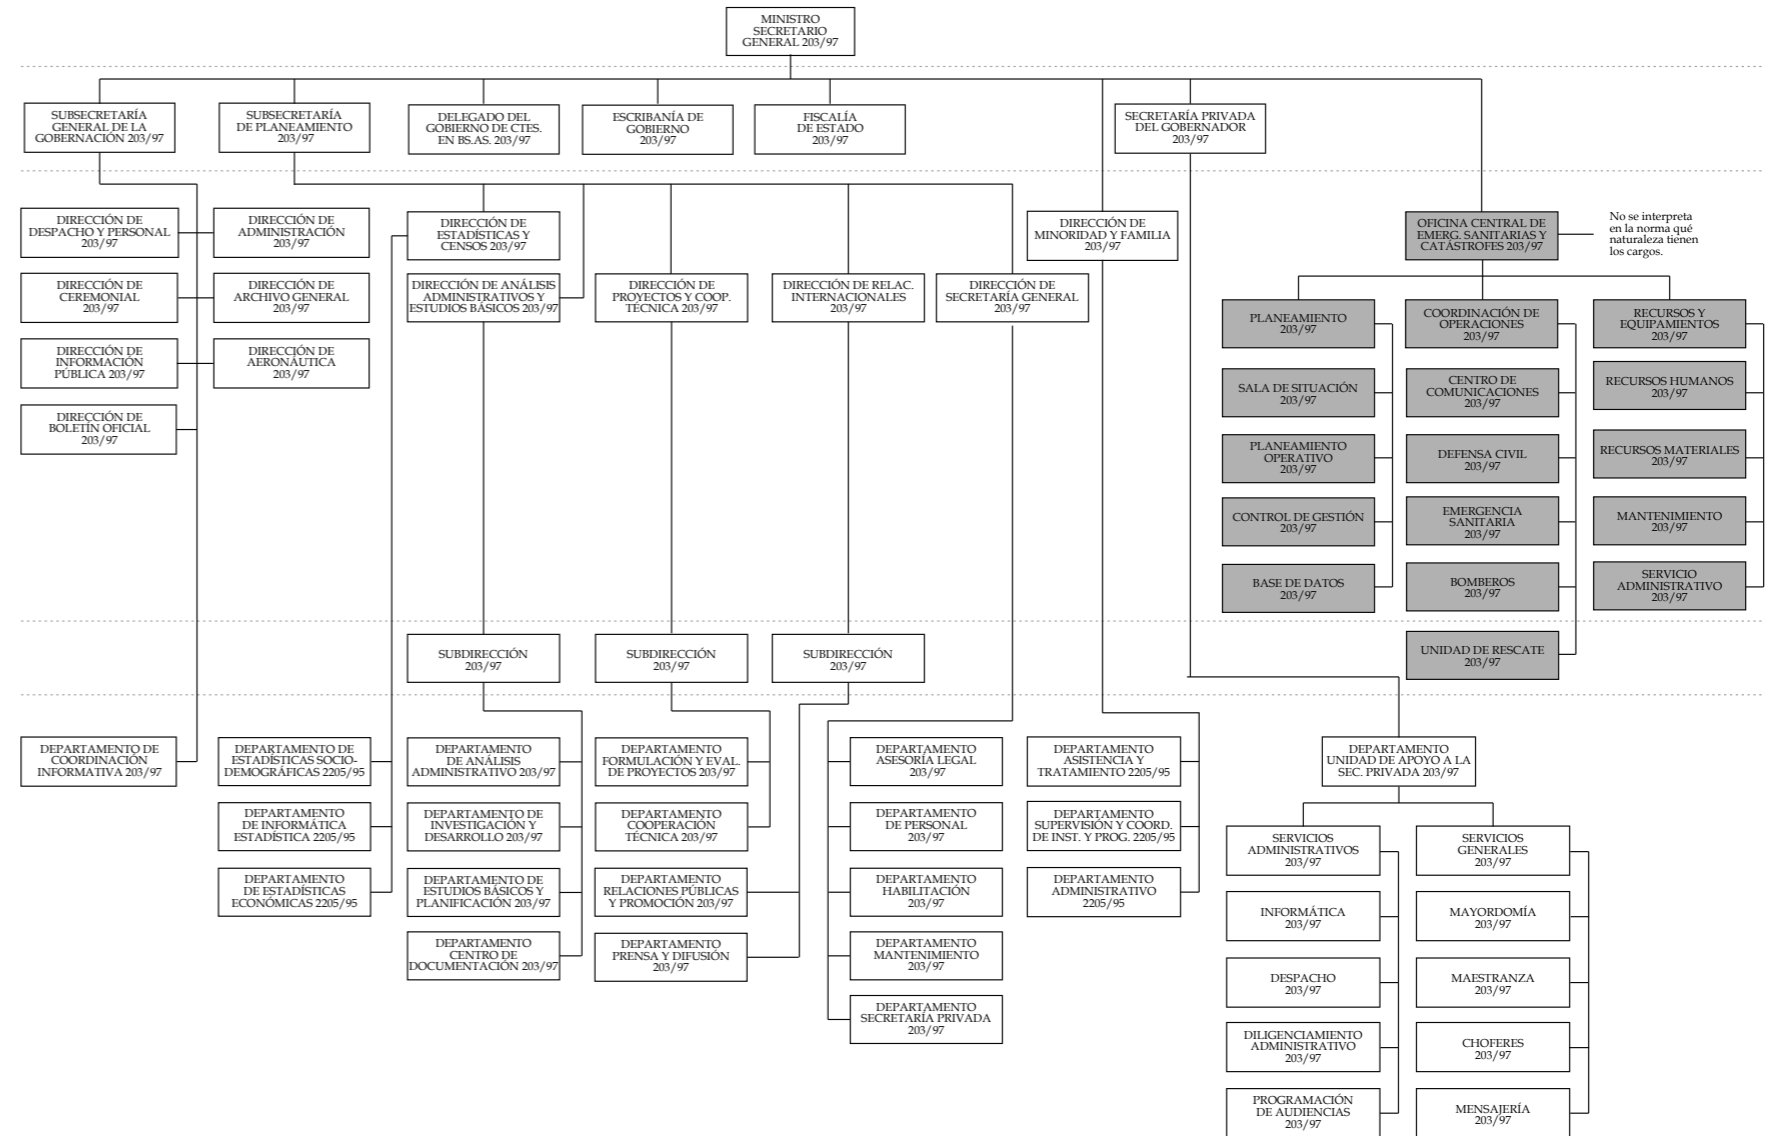 MINISTRO
SECRETARIO
GENERAL 203/97
SUBSECRETARÍA
GENERAL DE LA
GOBERNACIÓN 203/97
SUBSECRETARÍA
DE PLANEAMIENTO
203/97
DELEGADO DEL
GOBIERNO DE CTES.
EN BS.AS. 203/97
ESCRIBANÍA DE
GOBIERNO
203/97
FISCALÍA
DE ESTADO
203/97
SECRETARÍA PRIVADA
DEL GOBERNADOR
203/97
DIRECCIÓN DE
DESPACHO Y PERSONAL
203/97
DIRECCIÓN DE
ADMINISTRACIÓN
203/97
DIRECCIÓN DE
ESTADÍSTICAS Y
CENSOS 203/97
DIRECCIÓN DE
MINORIDAD Y FAMILIA
203/97
OFICINA CENTRAL DE
EMERG. SANITARIAS Y
CATÁSTROFES 203/97
No se interpreta
en la norma qué
naturaleza tienen
los cargos.
DIRECCIÓN DE
CEREMONIAL
203/97
DIRECCIÓN DE
ARCHIVO GENERAL
203/97
DIRECCIÓN DE ANÁLISIS
ADMINISTRATIVOS Y
ESTUDIOS BÁSICOS 203/97
DIRECCIÓN DE
PROYECTOS Y COOP.
TÉCNICA 203/97
DIRECCIÓN DE RELAC.
INTERNACIONALES
203/97
DIRECCIÓN DE
SECRETARÍA GENERAL
203/97
PLANEAMIENTO
203/97
COORDINACIÓN DE
OPERACIONES
203/97
RECURSOS Y
EQUIPAMIENTOS
203/97
DIRECCIÓN DE
INFORMACIÓN
PÚBLICA 203/97
DIRECCIÓN DE
AERONÁUTICA
203/97
SALA DE SITUACIÓN
203/97
CENTRO DE
COMUNICACIONES
203/97
RECURSOS HUMANOS
203/97
DIRECCIÓN DE
BOLETÍN OFICIAL
203/97
PLANEAMIENTO
OPERATIVO
203/97
DEFENSA CIVIL
203/97
RECURSOS MATERIALES
203/97
CONTROL DE GESTIÓN
203/97
EMERGENCIA
SANITARIA
203/97
MANTENIMIENTO
203/97
BASE DE DATOS
203/97
BOMBEROS
203/97
SERVICIO
ADMINISTRATIVO
203/97
SUBDIRECCIÓN
203/97
SUBDIRECCIÓN
203/97
SUBDIRECCIÓN
203/97
UNIDAD DE RESCATE
203/97
DEPARTAMENTO DE
COORDINACIÓN
INFORMATIVA 203/97
DEPARTAMENTO DE
ESTADÍSTICAS SOCIO-
DEMOGRÁFICAS 2205/95
DEPARTAMENTO
DE ANÁLISIS
ADMINISTRATIVO 203/97
DEPARTAMENTO
FORMULACIÓN Y EVAL.
DE PROYECTOS 203/97
DEPARTAMENTO
ASESORÍA LEGAL
203/97
DEPARTAMENTO
ASISTENCIA Y
TRATAMIENTO 2205/95
DEPARTAMENTO
UNIDAD DE APOYO A LA
SEC. PRIVADA 203/97
DEPARTAMENTO
DE INFORMÁTICA
ESTADÍSTICA 2205/95
DEPARTAMENTO DE
INVESTIGACIÓN Y
DESARROLLO 203/97
DEPARTAMENTO
COOPERACIÓN
TÉCNICA 203/97
DEPARTAMENTO
DE PERSONAL
203/97
DEPARTAMENTO
SUPERVISIÓN Y COORD.
DE INST. Y PROG. 2205/95
SERVICIOS
ADMINISTRATIVOS
203/97
SERVICIOS
GENERALES
203/97
DEPARTAMENTO
DE ESTADÍSTICAS
ECONÓMICAS 2205/95
DEPARTAMENTO DE
ESTUDIOS BÁSICOS Y
PLANIFICACIÓN 203/97
DEPARTAMENTO
RELACIONES PÚBLICAS
Y PROMOCIÓN 203/97
DEPARTAMENTO
HABILITACIÓN
203/97
DEPARTAMENTO
ADMINISTRATIVO
2205/95
INFORMÁTICA
203/97
MAYORDOMÍA
203/97
DEPARTAMENTO
CENTRO DE
DOCUMENTACIÓN 203/97
DEPARTAMENTO
PRENSA Y DIFUSIÓN
203/97
DEPARTAMENTO
MANTENIMIENTO
203/97
DESPACHO
203/97
MAESTRANZA
203/97
DEPARTAMENTO
SECRETARÍA PRIVADA
203/97
DILIGENCIAMIENTO
ADMINISTRATIVO
203/97
CHOFERES
203/97
PROGRAMACIÓN
DE AUDIENCIAS
203/97
MENSAJERÍA
203/97